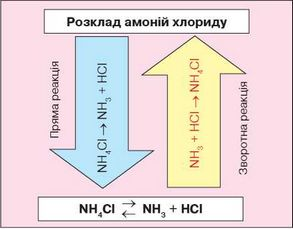 Розклад амоній хлориду
Пряма реакція
NH₄Cl → NH₃ + HCl
NH₃ + HCl → NH₄Cl
Зворотна реакція
NH₄Cl ⇄ NH₃ + HCl